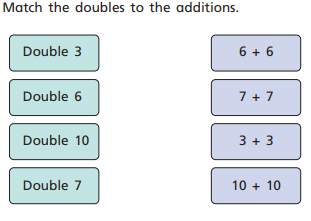 Match the doubles to the additions.
Double 3 6 + 6
Double 6 7 + 7
Double 10 3 + 3
Double 7 10 + 10